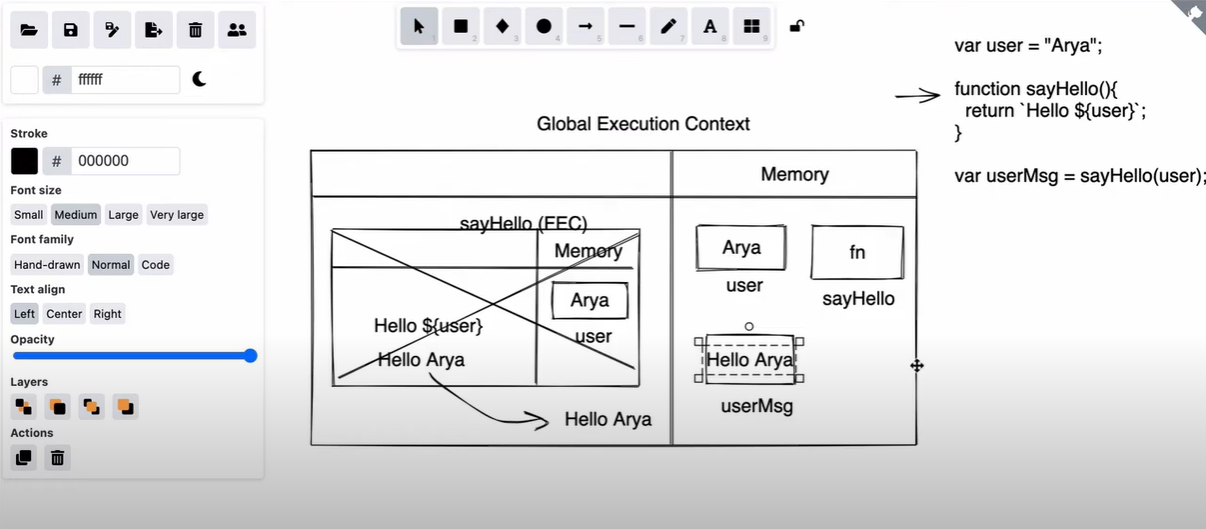 # ffffff
Stroke
# 000000
Font size
Small Medium Large Very large
Font family
Hand-drawn Normal Code
Text align
Left Center Right
Opacity
Layers
Actions
1 2 3 4 5 6 7 A 8 9
Global Execution Context
Memory
sayHello (FEC)
Memory
Arya
user
Hello ${user}
Hello Arya
Hello Arya
Arya
user
fn
sayHello
Hello Arya
userMsg
var user = "Arya";
function sayHello(){
return `Hello ${user}`;
}
var userMsg = sayHello(user);